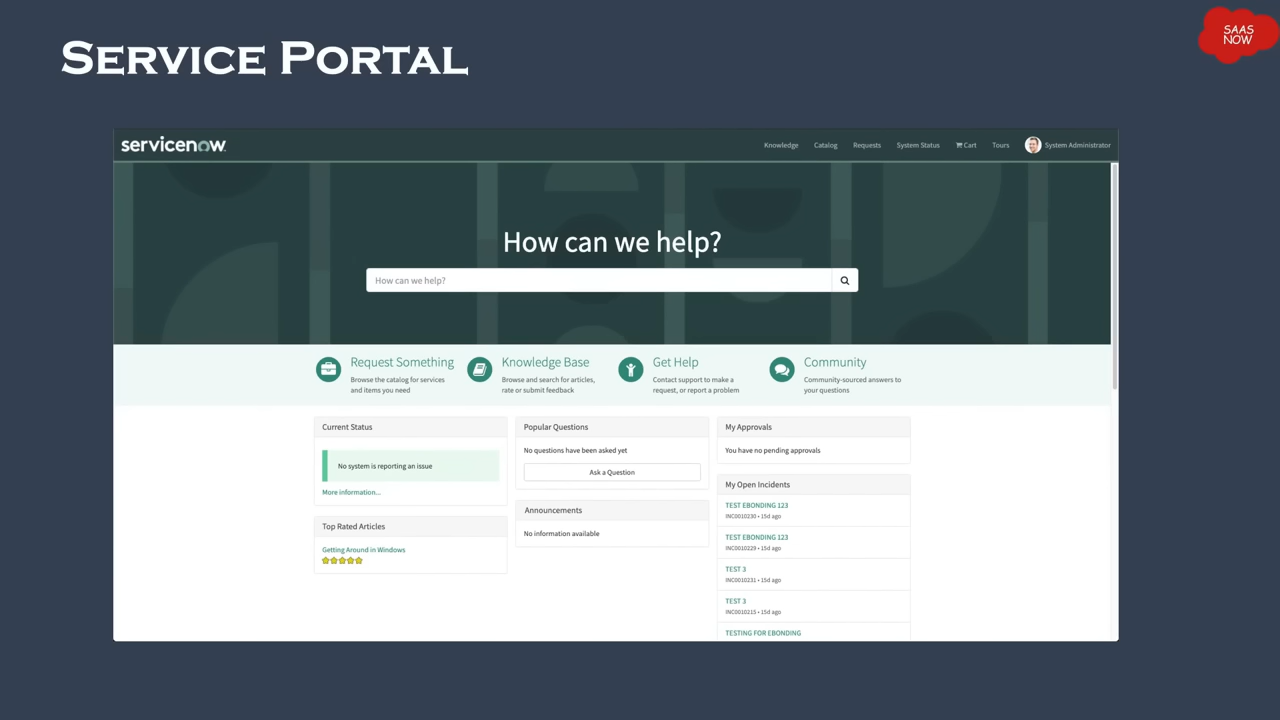 SERVICE PORTAL
SAAS
NOW
servicenow
Knowledge Catalog Requests System Status Cart Tours System Administrator
How can we help?
How can we help?
Request Something
Browse the catalog for services
and items you need
Knowledge Base
Browse and search for articles,
rate or submit feedback
Get Help
Contact support to make a
request, or report a problem
Community
Community-sourced answers to
your questions
Current Status
No system is reporting an issue
More information...
Top Rated Articles
Getting Around in Windows
Popular Questions
No questions have been asked yet
Ask a Question
Announcements
No information available
My Approvals
You have no pending approvals
My Open Incidents
TEST EBONDING 123
INC0010230 • 15d ago
TEST EBONDING 123
INC0010229 • 15d ago
TEST 3
INC0010231 • 15d ago
TEST 3
INC0010215 • 15d ago
TESTING FOR EBONDING